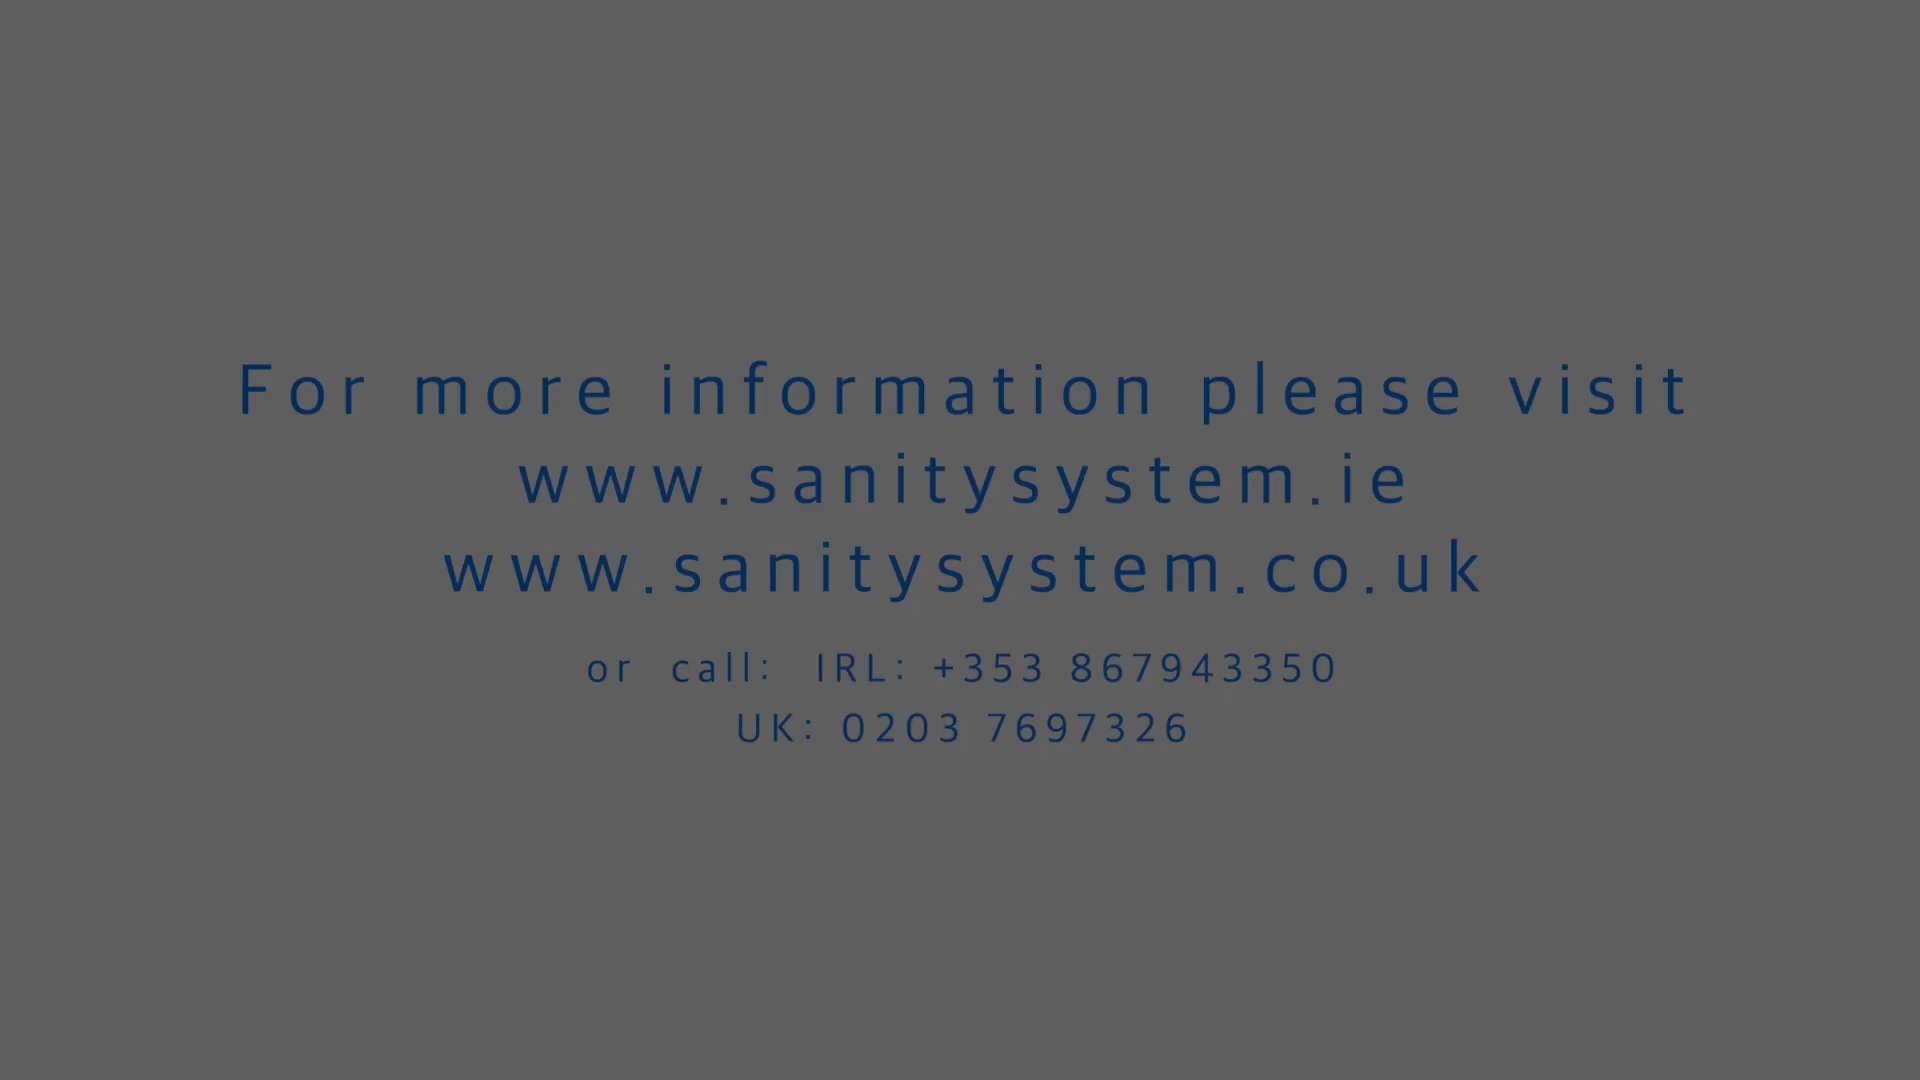 For more information please visit
www.sanitysystem.ie
www.sanitysystem.co.uk
or call: IRL: +353 867943350
UK: 0203 7697326